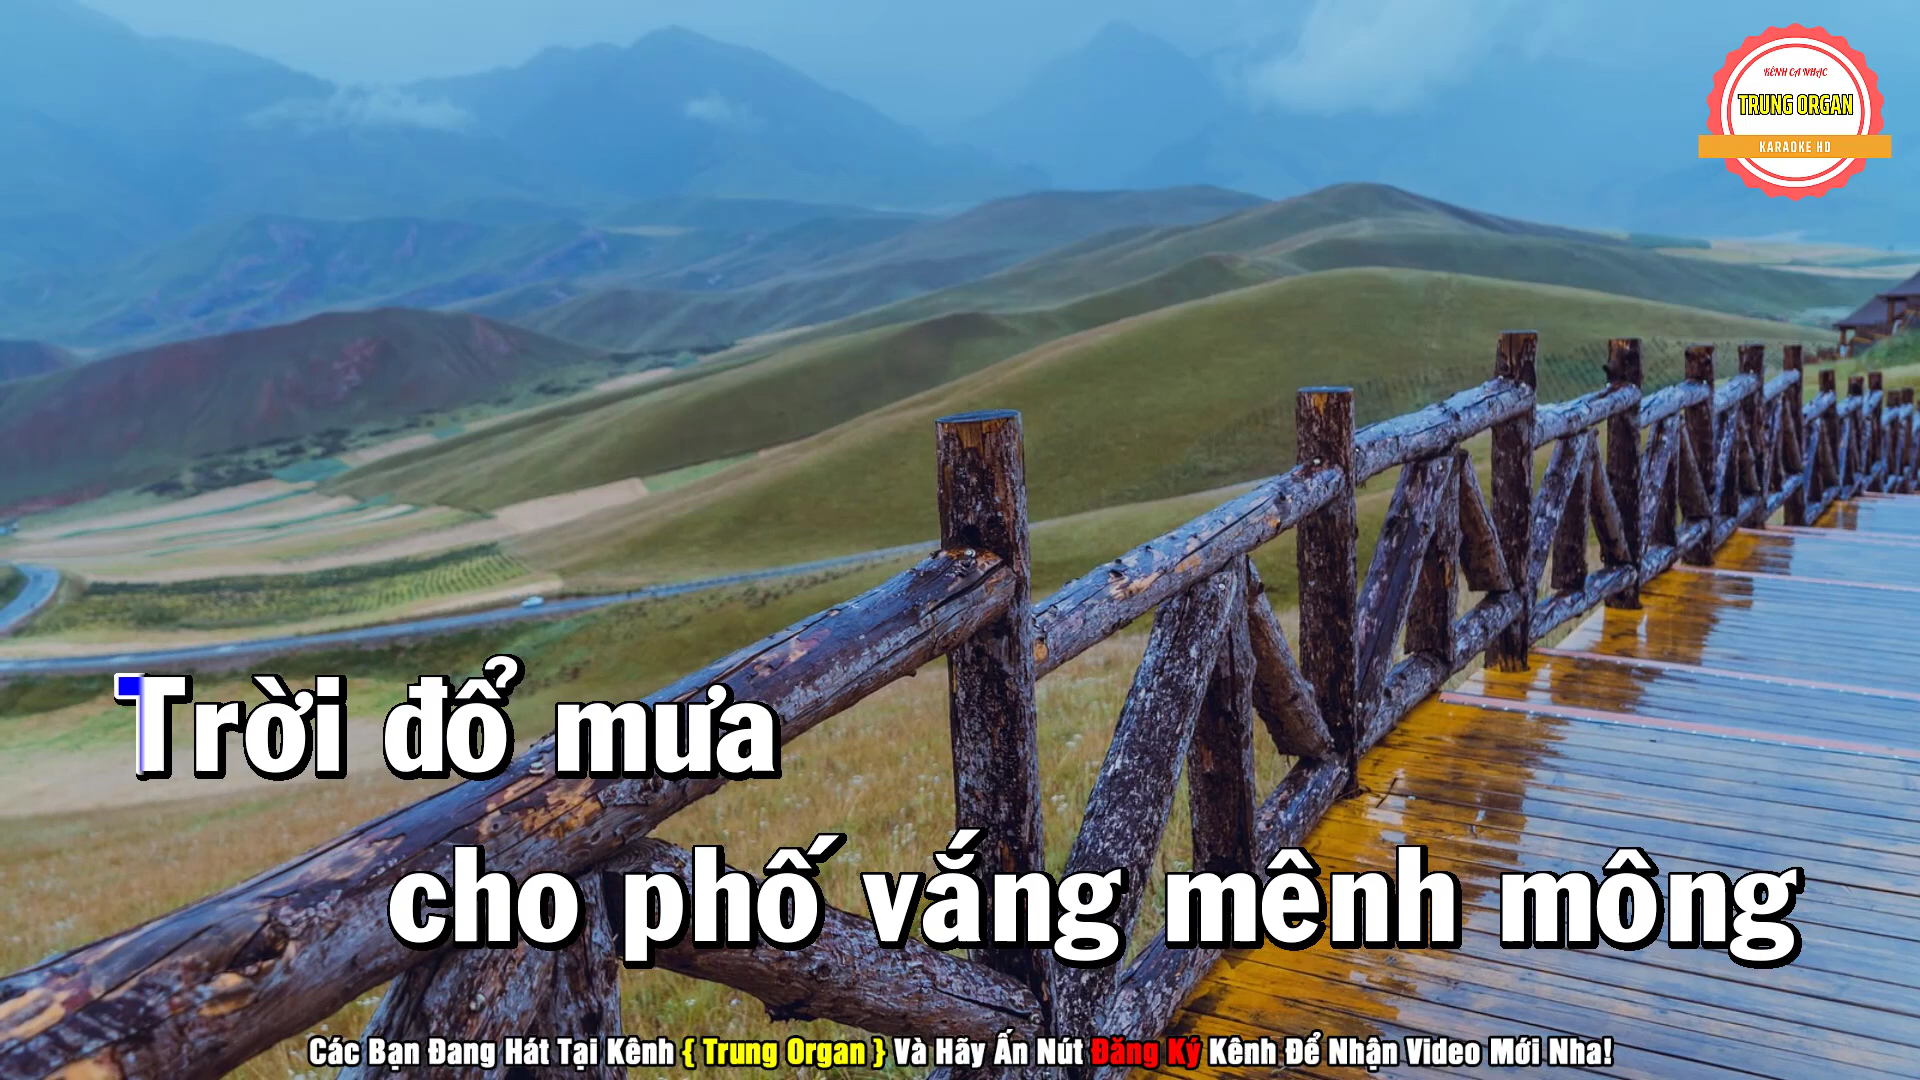 KÊNH CA NHẠC
TRUNG ORGAN
KARAOKE HD
Trời đổ mưa
cho phố vắng mênh mông
Các Bạn Đang Hát Tại Kênh { Trung Organ } Và Hãy Ấn Nút Đăng Ký Kênh Để Nhận Video Mới Nha!